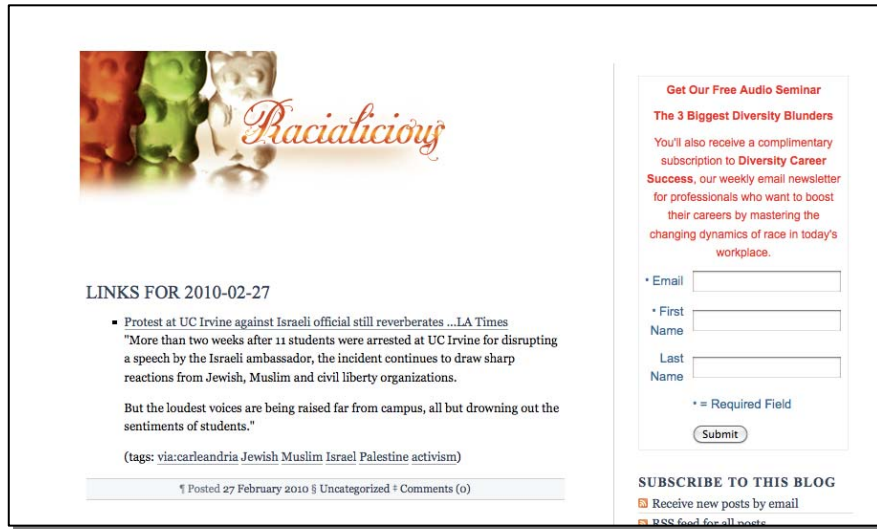 Racialicious
LINKS FOR 2010-02-27
▪ Protest at UC Irvine against Israeli official still reverberates ...LA Times
"More than two weeks after 11 students were arrested at UC Irvine for disrupting
a speech by the Israeli ambassador, the incident continues to draw sharp
reactions from Jewish, Muslim and civil liberty organizations.
But the loudest voices are being raised far from campus, all but drowning out the
sentiments of students."
(tags: via:carleandria Jewish Muslim Israel Palestine activism)
¶ Posted 27 February 2010 § Uncategorized ‡ Comments (0)
Get Our Free Audio Seminar
The 3 Biggest Diversity Blunders
You'll also receive a complimentary
subscription to Diversity Career
Success, our weekly email newsletter
for professionals who want to boost
their careers by mastering the
changing dynamics of race in today's
workplace.
• Email
• First
Name
Last
Name
• = Required Field
Submit
SUBSCRIBE TO THIS BLOG
Receive new posts by email
RSS feed for all posts